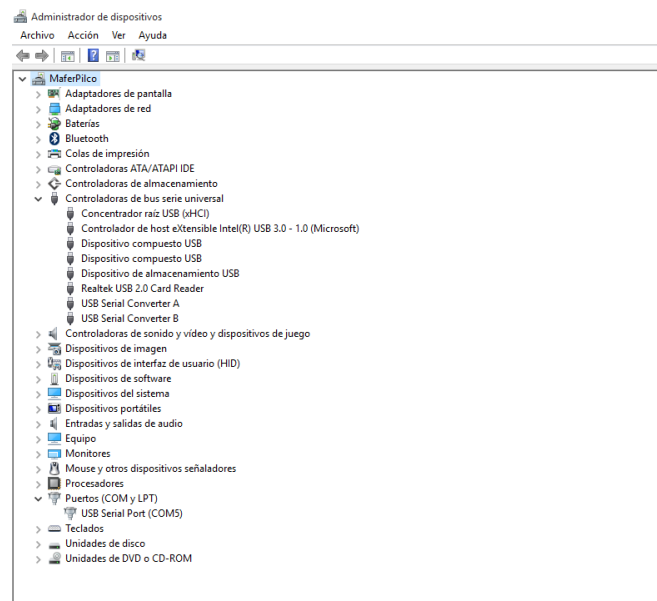 Administrador de dispositivos
Archivo Acción Ver Ayuda
MaferPilco
Adaptadores de pantalla
Adaptadores de red
Baterías
Bluetooth
Colas de impresión
Controladoras ATA/ATAPI IDE
Controladoras de almacenamiento
Controladoras de bus serie universal
Concentrador raíz USB (xHCI)
Controlador de host eXtensible Intel(R) USB 3.0 - 1.0 (Microsoft)
Dispositivo compuesto USB
Dispositivo compuesto USB
Dispositivo de almacenamiento USB
Realtek USB 2.0 Card Reader
USB Serial Converter A
USB Serial Converter B
Controladoras de sonido y vídeo y dispositivos de juego
Dispositivos de imagen
Dispositivos de interfaz de usuario (HID)
Dispositivos de software
Dispositivos del sistema
Dispositivos portátiles
Entradas y salidas de audio
Equipo
Monitores
Mouse y otros dispositivos señaladores
Procesadores
Puertos (COM y LPT)
USB Serial Port (COM5)
Teclados
Unidades de disco
Unidades de DVD o CD-ROM